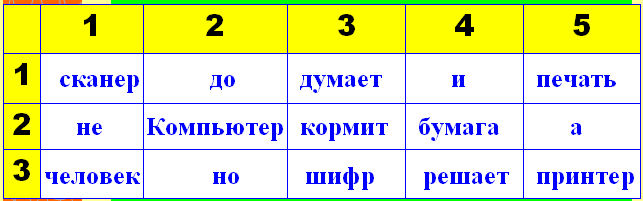 1 2 3 4 5
1 сканер до думает и печать
2 не Компьютер кормит бумага а
3 человек но шифр решает принтер